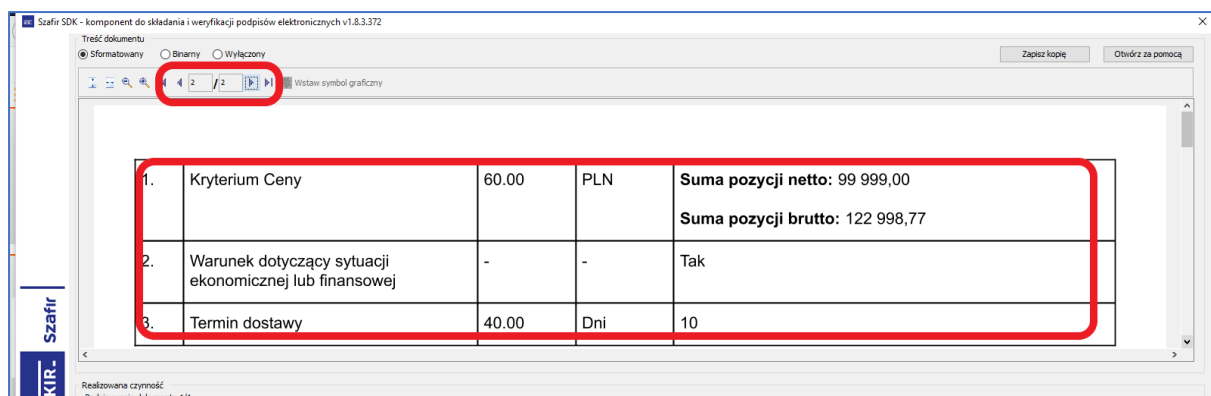 Szafir SDK - komponent do składania i weryfikacji podpisów elektronicznych v1.8.3.372
Treść dokumentu
Sformatowany Binarny Wyłączony
Zapisz kopię Otwórz za pomocą
2 / 2 Wstaw symbol graficzny
1. Kryterium Ceny 60.00 PLN Suma pozycji netto: 99 999,00
Suma pozycji brutto: 122 998,77
2. Warunek dotyczący sytuacji - - Tak
ekonomicznej lub finansowej
3. Termin dostawy 40.00 Dni 10
Szafir
KIR
Realizowana czynność